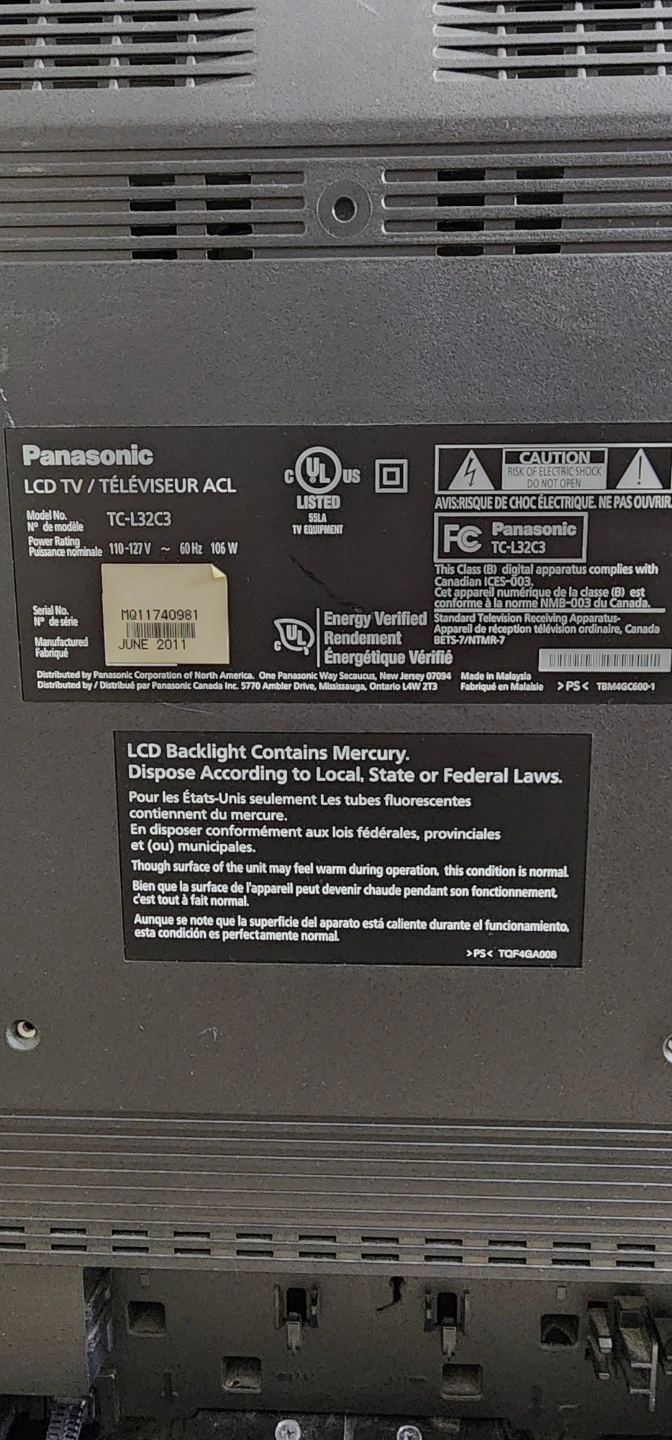 Panasonic
LCD TV / TÉLÉVISEUR ACL
Model No.
Nº de modèle
TC-L32C3
Power Rating
Puissance nominale
110-127 V ~ 60 Hz 106 W
Serial No.
Nº de série
MQ11740981
Manufactured
Fabriqué
JUNE 2011
C UL US
LISTED
55LA
TV EQUIPMENT
C UL
Energy Verified
Rendement
Énergétique Vérifié
CAUTION
RISK OF ELECTRIC SHOCK
DO NOT OPEN
AVIS:RISQUE DE CHOC ÉLECTRIQUE. NE PAS OUVRIR
FC Panasonic
TC-L32C3
This Class (B) digital apparatus complies with
Canadian ICES-003.
Cet appareil numérique de la classe (B) est
conforme à la norme NMB-003 du Canada.
Standard Television Receiving Apparatus-
Appareil de réception télévision ordinaire, Canada
BETS-7/NTMR-7
Distributed by Panasonic Corporation of North America. One Panasonic Way Secaucus, New Jersey 07094
Distributed by / Distribué par Panasonic Canada Inc. 5770 Ambler Drive, Mississauga, Ontario L4W 2T3
Made in Malaysia
Fabriqué en Malaisie
>PS< TBM4GC600-1
LCD Backlight Contains Mercury.
Dispose According to Local, State or Federal Laws.
Pour les États-Unis seulement Les tubes fluorescentes
contiennent du mercure.
En disposer conformément aux lois fédérales, provinciales
et (ou) municipales.
Though surface of the unit may feel warm during operation, this condition is normal.
Bien que la surface de l'appareil peut devenir chaude pendant son fonctionnement,
c'est tout à fait normal.
Aunque se note que la superficie del aparato está caliente durante el funcionamiento,
esta condición es perfectamente normal.
>PS< TQF4GA008